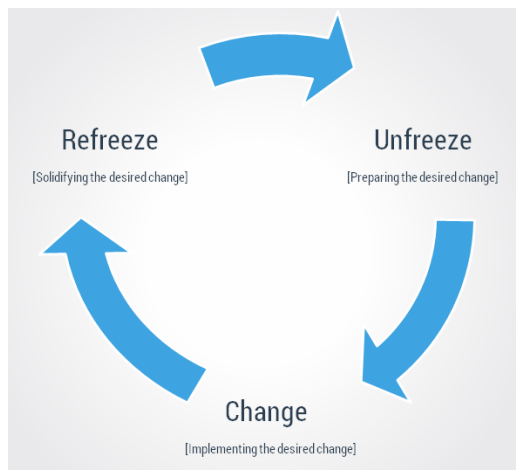 Refreeze
[Solidifying the desired change]
Unfreeze
[Preparing the desired change]
Change
[Implementing the desired change]